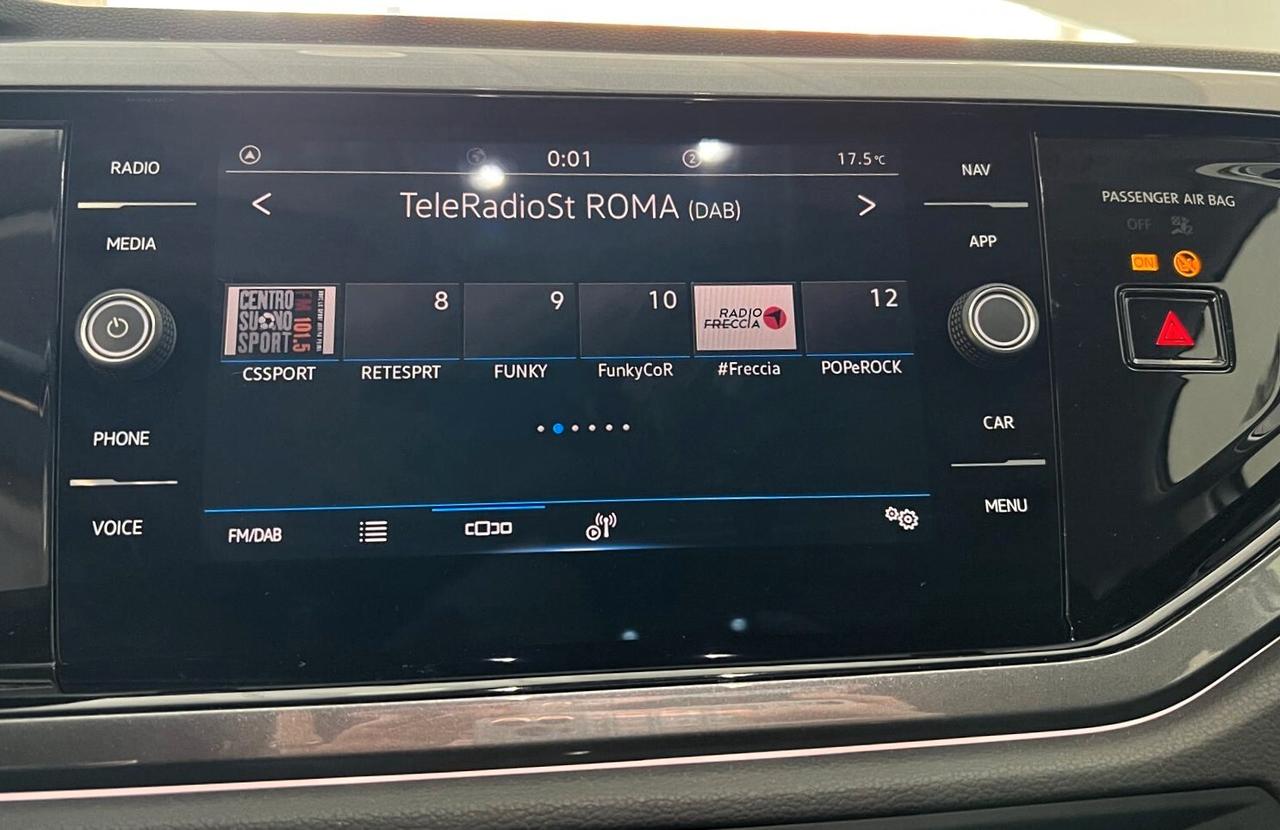 RADIO
MEDIA
PHONE
VOICE
0:01
2
17.5°C
< TeleRadioSt ROMA (DAB) >
CENTRO
SUONO
SPORT
FM 101.5
8
9
10
RADIO
FRECCIA
12
CSSPORT
RETESPRT
FUNKY
FunkyCoR
#Freccia
POPeROCK
FM/DAB
NAV
APP
CAR
MENU
PASSENGER AIR BAG
OFF
ON